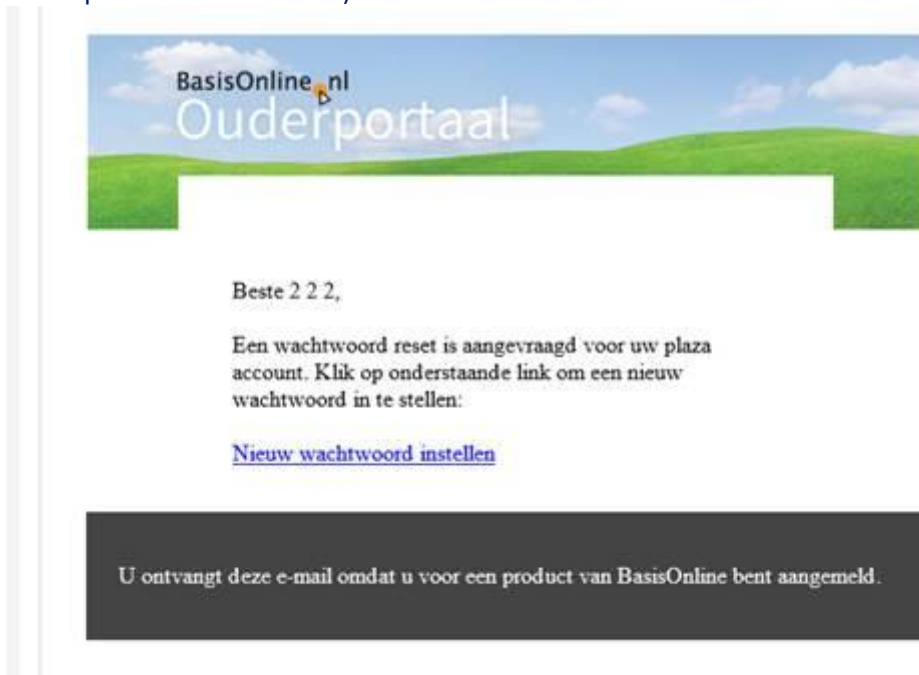 BasisOnline.nl
Ouderportaal
Beste 2 2 2,
Een wachtwoord reset is aangevraagd voor uw plaza
account. Klik op onderstaande link om een nieuw
wachtwoord in te stellen:
Nieuw wachtwoord instellen
U ontvangt deze e-mail omdat u voor een product van BasisOnline bent aangemeld.